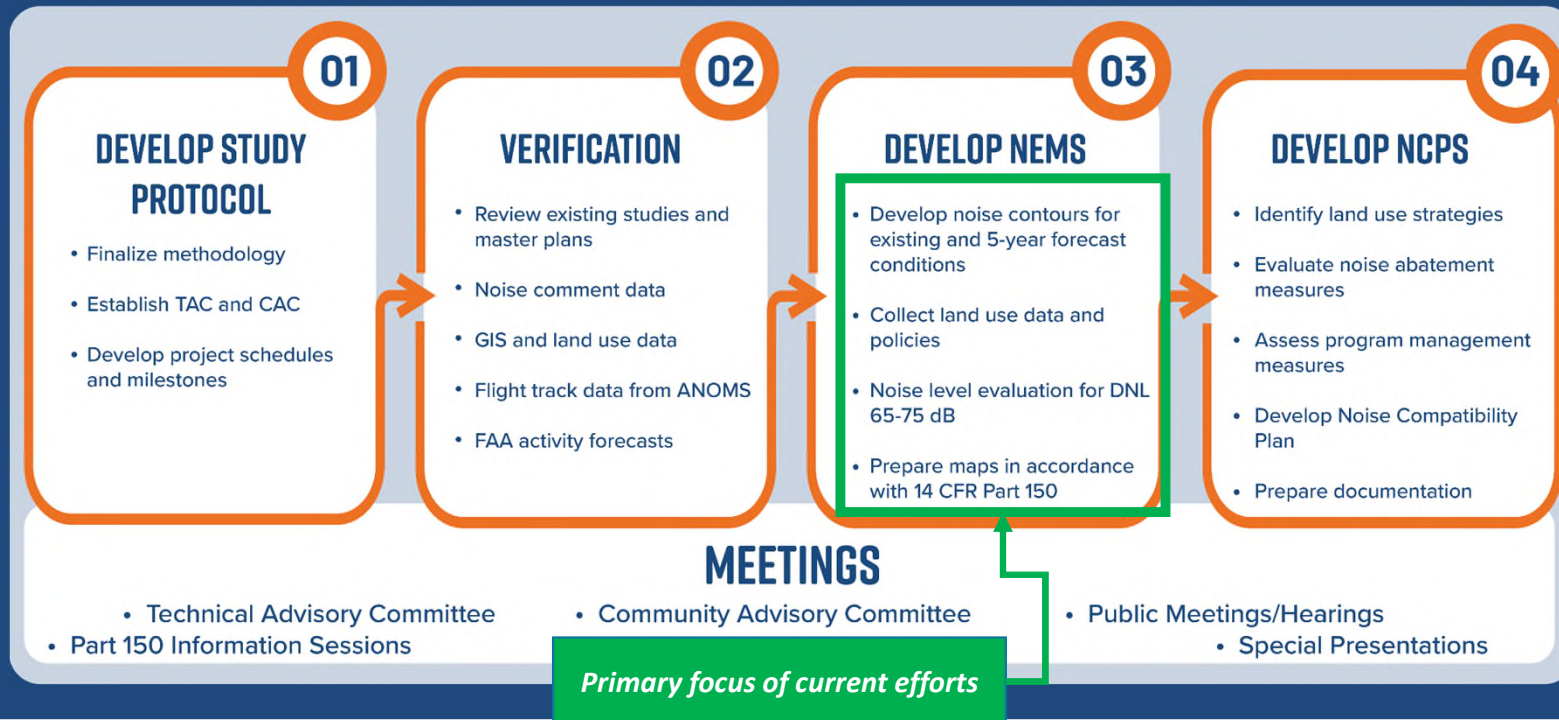 01
DEVELOP STUDY
PROTOCOL
• Finalize methodology
• Establish TAC and CAC
• Develop project schedules
and milestones
02
VERIFICATION
• Review existing studies and
master plans
• Noise comment data
• GIS and land use data
• Flight track data from ANOMS
• FAA activity forecasts
03
DEVELOP NEMS
• Develop noise contours for
existing and 5-year forecast
conditions
• Collect land use data and
policies
• Noise level evaluation for DNL
65-75 dB
• Prepare maps in accordance
with 14 CFR Part 150
04
DEVELOP NCPS
• Identify land use strategies
• Evaluate noise abatement
measures
• Assess program management
measures
• Develop Noise Compatibility
Plan
• Prepare documentation
MEETINGS
• Technical Advisory Committee
• Community Advisory Committee
• Public Meetings/Hearings
• Part 150 Information Sessions
• Special Presentations
Primary focus of current efforts